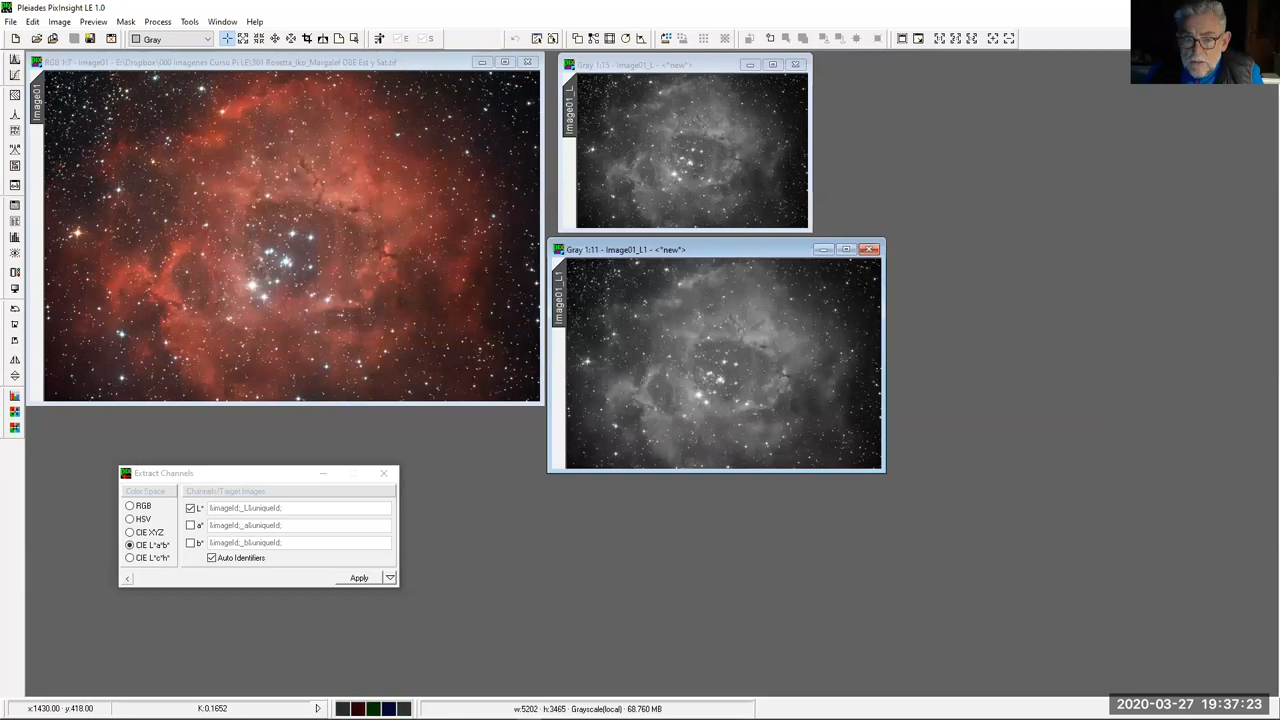 Pleiades PixInsight LE 1.0
File Edit Image Preview Mask Process Tools Window Help
Gray E S
RGB 1:7 - Image01 - E:\Dropbox\000 Imagenes Curso Pi LE\301 Rosetta_Iko_Margalef DBE Est y Sat.tif
Image01
Gray 1:15 - Image01_L - <*new*>
Image01_L
Gray 1:11 - Image01_L1 - <*new*>
Image01_L1
Extract Channels
Color Space Channels/Target Images
RGB L* &imageId;_L&uniqueId;
HSV
CIE XYZ a* &imageId;_a&uniqueId;
CIE L*a*b* b* &imageId;_b&uniqueId;
CIE L*c*h* Auto Identifiers
< Apply
x:1430.00 · y:418.00 K:0.1652 w:5202 · h:3465 · Grayscale(local) · 68.760 MB
2020-03-27 19:37:23